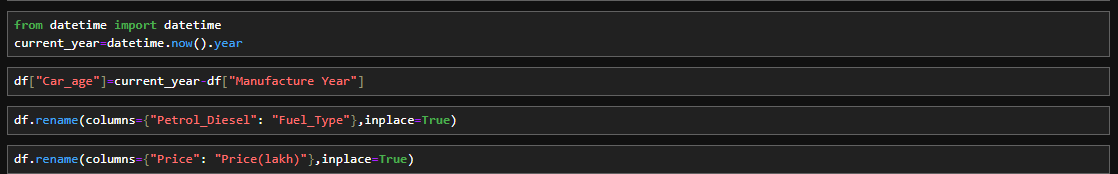 from datetime import datetime
current_year=datetime.now().year
df["Car_age"]=current_year-df["Manufacture Year"]
df.rename(columns={"Petrol_Diesel": "Fuel_Type"},inplace=True)
df.rename(columns={"Price": "Price(lakh)"},inplace=True)